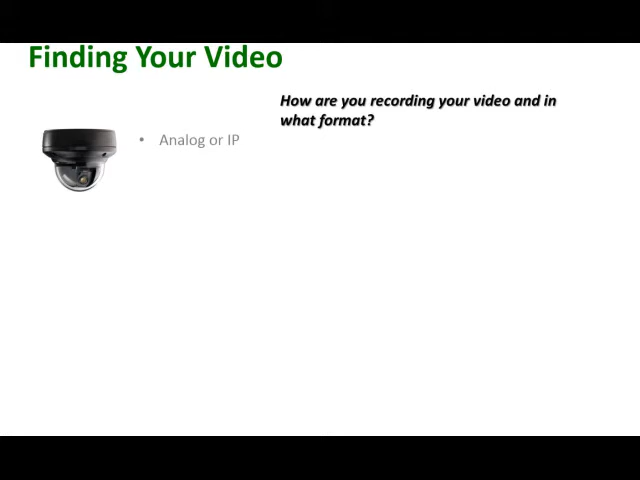 Finding Your Video
How are you recording your video and in
what format?
• Analog or IP